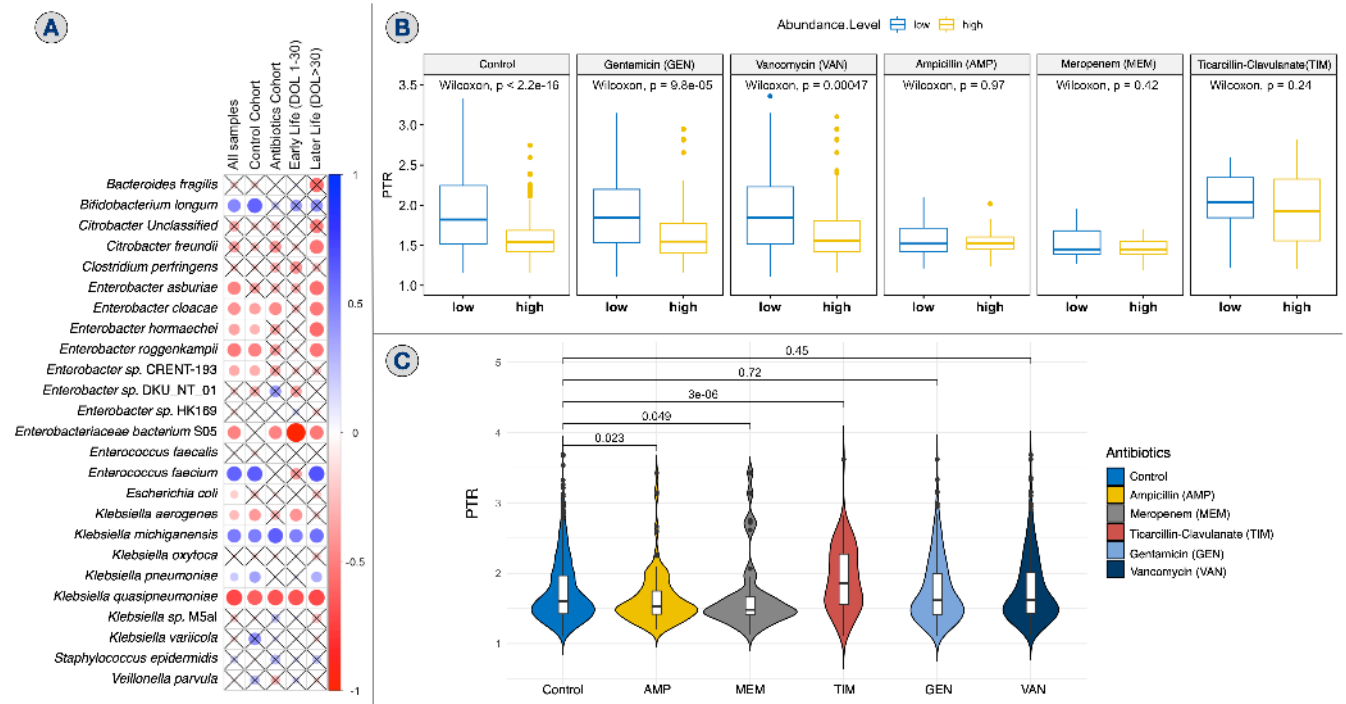 A
All samples
Control Cohort
Antibiotics Cohort
Early Life (DOL 1-30)
Later Life (DOL>30)
Bacteroides fragilis
Bifidobacterium longum
Citrobacter Unclassified
Citrobacter freundii
Clostridium perfringens
Enterobacter asburiae
Enterobacter cloacae
Enterobacter hormaechei
Enterobacter roggenkampii
Enterobacter sp. CRENT-193
Enterobacter sp. DKU_NT_01
Enterobacter sp. HK169
Enterobacteriaceae bacterium S05
Enterococcus faecalis
Enterococcus faecium
Escherichia coli
Klebsiella aerogenes
Klebsiella michiganensis
Klebsiella oxytoca
Klebsiella pneumoniae
Klebsiella quasipneumoniae
Klebsiella sp. M5al
Klebsiella variicola
Staphylococcus epidermidis
Veillonella parvula
1
0.5
0
-0.5
-1
B
Abundance.Level low high
Control Gentamicin (GEN) Vancomycin (VAN) Ampicillin (AMP) Meropenem (MEM) Ticarcillin-Clavulanate(TIM)
Wilcoxon, p < 2.2e-16 Wilcoxon, p = 9.8e-05 Wilcoxon, p = 0.00047 Wilcoxon, p = 0.97 Wilcoxon, p = 0.42 Wilcoxon, p = 0.24
PTR
3.5
3.0
2.5
2.0
1.5
1.0
low high low high low high low high low high low high
C
PTR
5
4
3
2
1
0.45
0.72
3e-06
0.049
0.023
Control AMP MEM TIM GEN VAN
Antibiotics
Control
Ampicillin (AMP)
Meropenem (MEM)
Ticarcillin-Clavulanate (TIM)
Gentamicin (GEN)
Vancomycin (VAN)